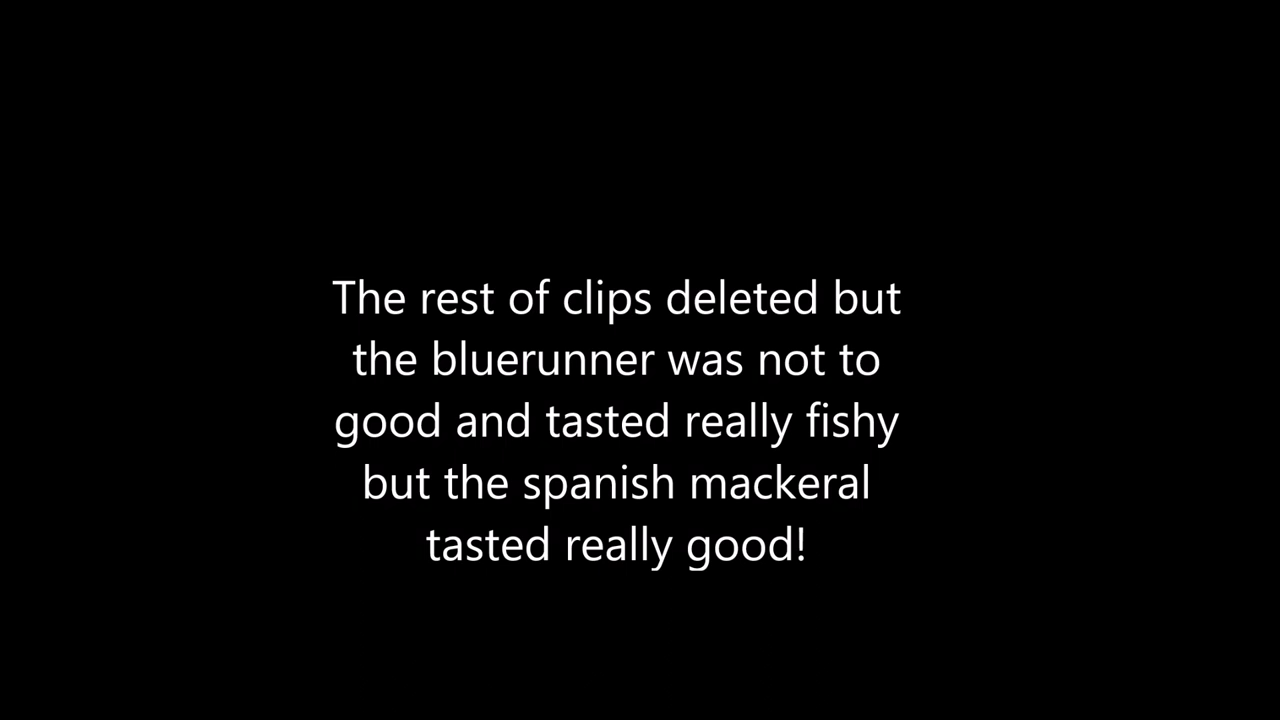 The rest of clips deleted but
the bluerunner was not to
good and tasted really fishy
but the spanish mackeral
tasted really good!